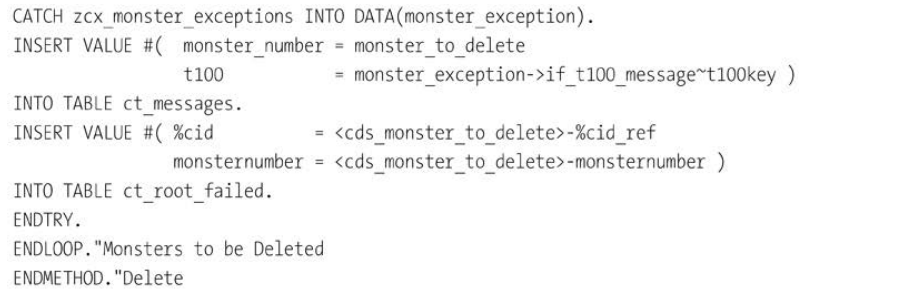 CATCH zcx_monster_exceptions INTO DATA(monster_exception).
INSERT VALUE #(  monster_number = monster_to_delete
                 t100           = monster_exception->if_t100_message~t100key )
INTO TABLE ct_messages.
INSERT VALUE #( %cid          = <cds_monster_to_delete>-%cid_ref
                monsternumber = <cds_monster_to_delete>-monsternumber )
INTO TABLE ct_root_failed.
ENDTRY.
ENDLOOP."Monsters to be Deleted
ENDMETHOD."Delete